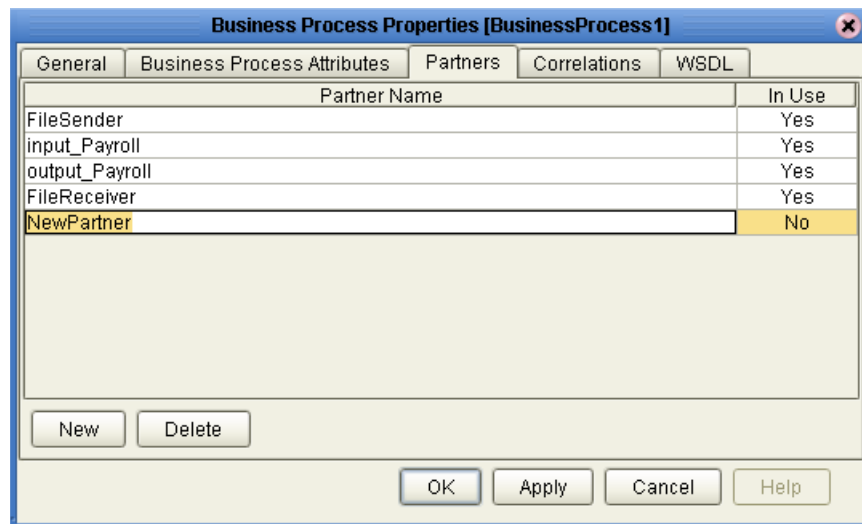 Business Process Properties [BusinessProcess1]
General Business Process Attributes Partners Correlations WSDL
Partner Name In Use
FileSender Yes
input_Payroll Yes
output_Payroll Yes
FileReceiver Yes
NewPartner No
New Delete
OK Apply Cancel Help